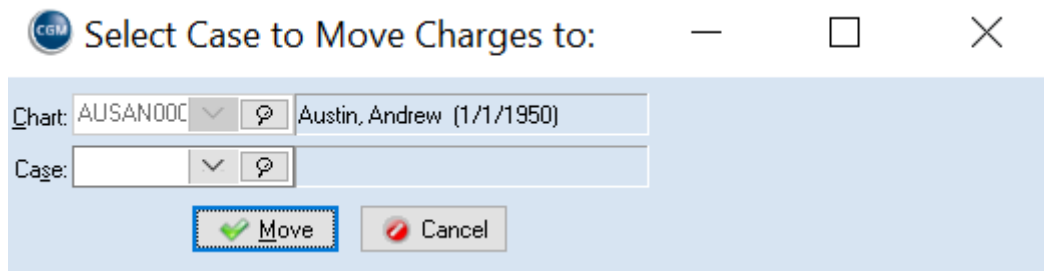 CGM Select Case to Move Charges to:
Chart: AUSAN000 Austin, Andrew (1/1/1950)
Case:
Move Cancel